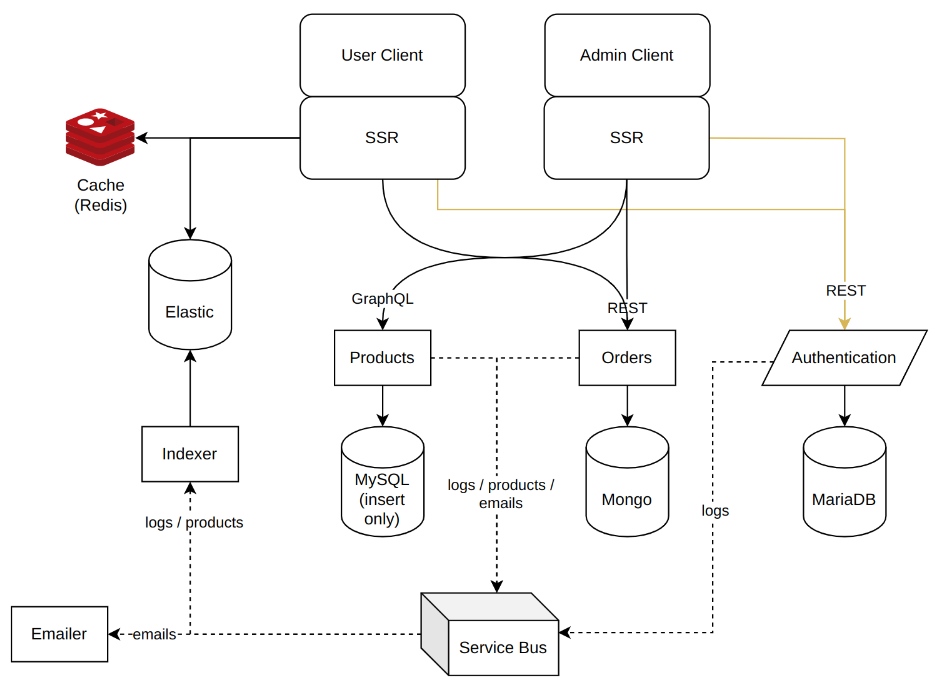 User Client
Admin Client
SSR
SSR
Cache
(Redis)
Elastic
GraphQL
REST
REST
Products
Orders
Authentication
Indexer
MySQL
(insert
only)
logs / products /
emails
Mongo
MariaDB
logs
logs / products
Emailer
emails
Service Bus